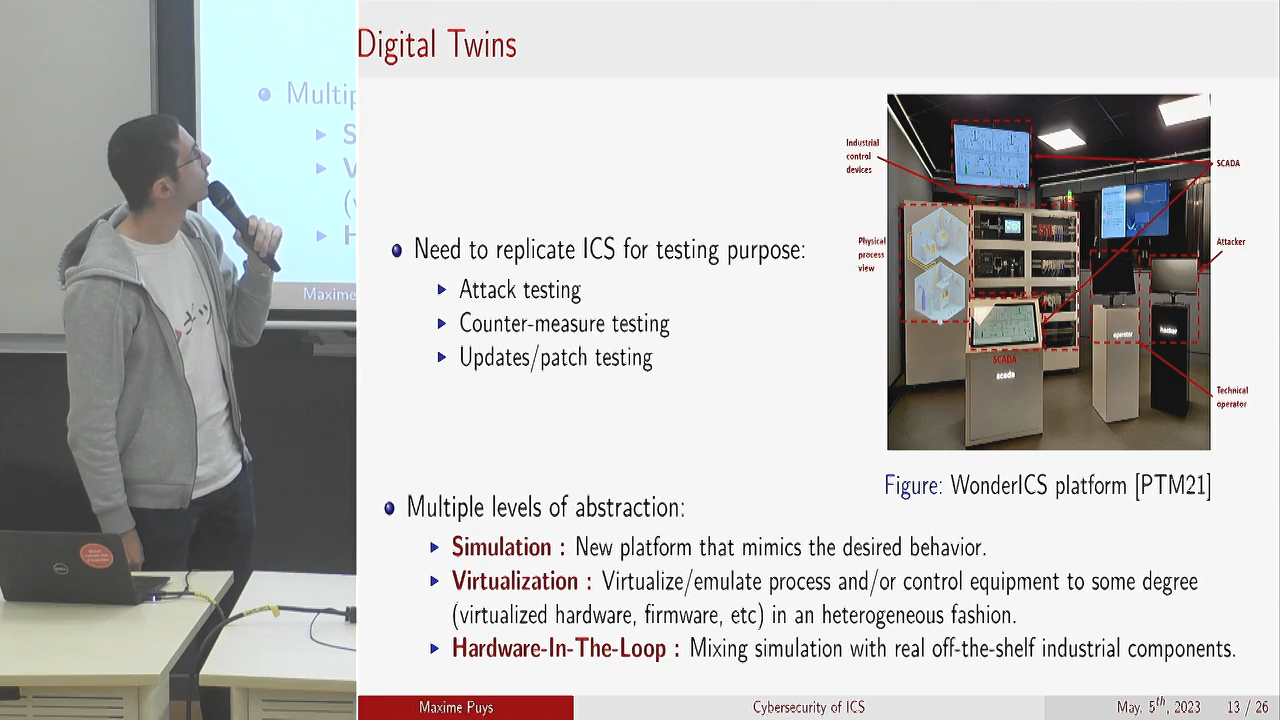 Digital Twins
Multip
S
V
(v
H
Maxime
Need to replicate ICS for testing purpose:
Attack testing
Counter-measure testing
Updates/patch testing
Industrial
control
devices
SCADA
Physical
process
view
Attacker
operator
hacker
SCADA
scada
Technical
operator
Figure: WonderICS platform [PTM21]
Multiple levels of abstraction:
Simulation : New platform that mimics the desired behavior.
Virtualization : Virtualize/emulate process and/or control equipment to some degree
(virtualized hardware, firmware, etc) in an heterogeneous fashion.
Hardware-In-The-Loop : Mixing simulation with real off-the-shelf industrial components.
DELL
Maxime Puys
Cybersecurity of ICS
May. 5th, 2023 13 / 26